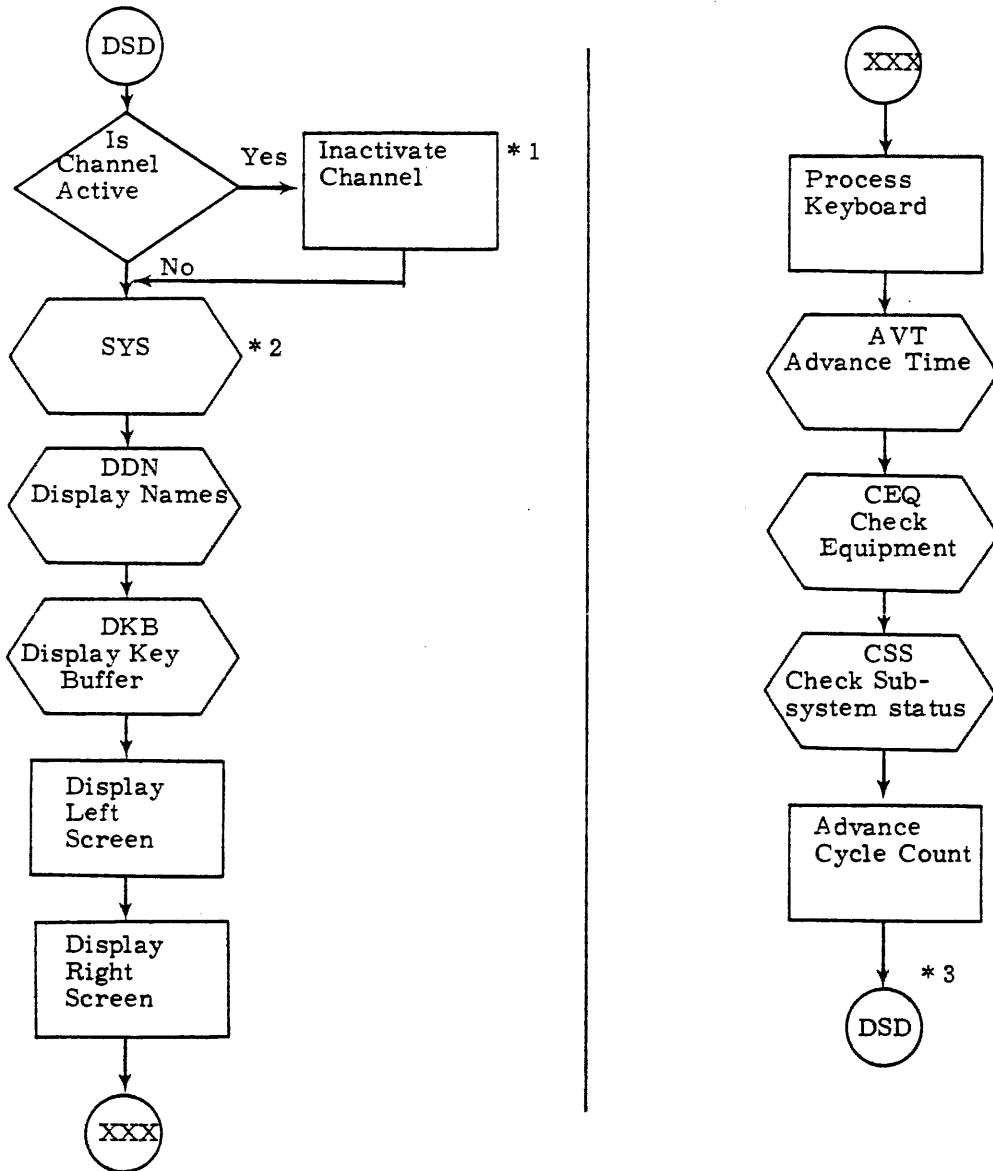 DSD
Is
Channel
Active
Yes
Inactivate
Channel
*1
No
SYS
*2
DDN
Display Names
DKB
Display Key
Buffer
Display
Left
Screen
Display
Right
Screen
XXX
XXX
Process
Keyboard
AVT
Advance Time
CEQ
Check
Equipment
CSS
Check Sub-
system status
Advance
Cycle Count
*3
DSD